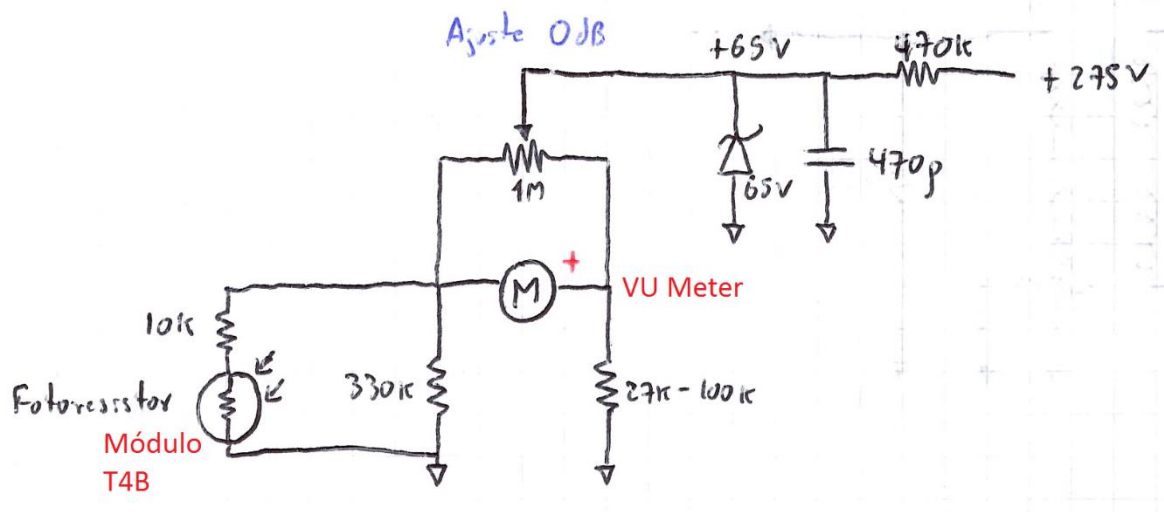 Ajuste 0dB
+65V
470k
+275V
1M
65V
470p
+
M
VU Meter
10k
330k
27k-100k
Fotoresistor
Módulo
T4B